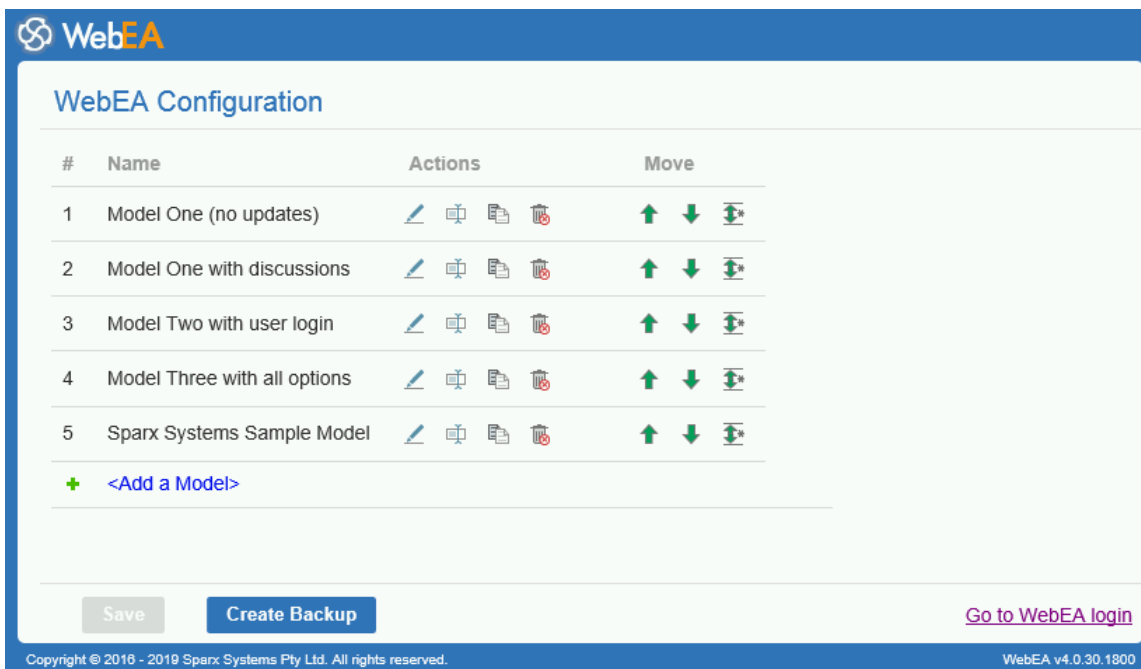 WebEA
WebEA Configuration
# Name Actions Move
1 Model One (no updates)
2 Model One with discussions
3 Model Two with user login
4 Model Three with all options
5 Sparx Systems Sample Model
<Add a Model>
Save Create Backup Go to WebEA login
Copyright © 2016 - 2019 Sparx Systems Pty Ltd. All rights reserved. WebEA v4.0.30.1800